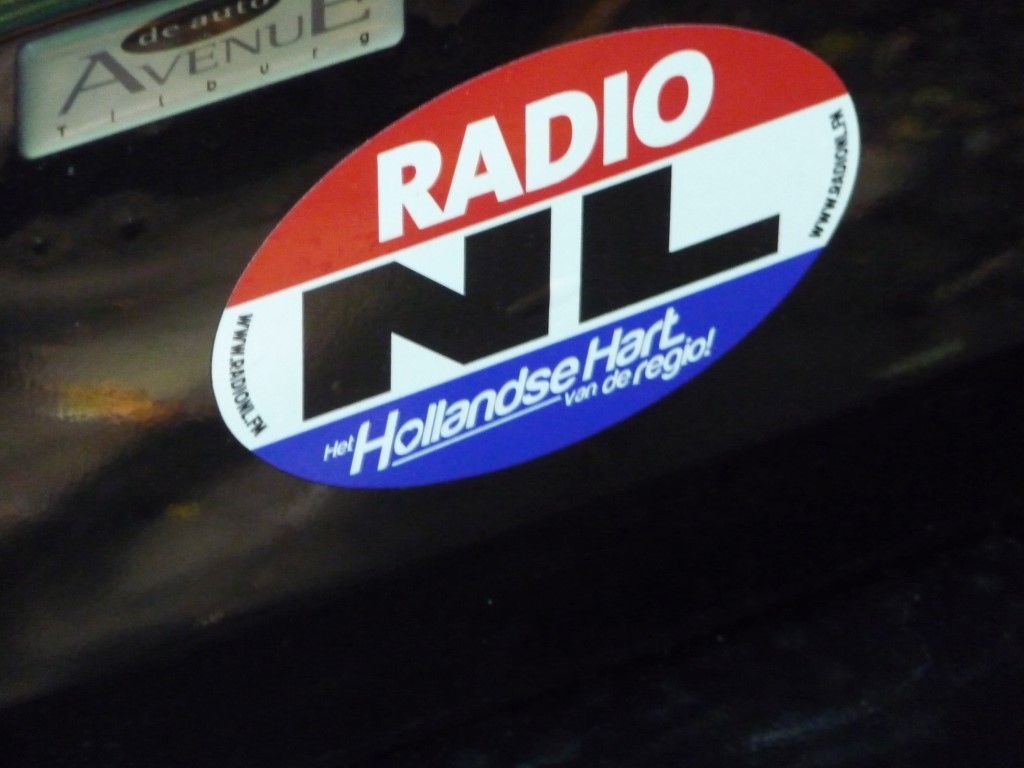 de auto
AVENUE
Tilburg
RADIO
NL
WWW.RADIONL.FM
WWW.RADIONL.FM
Het Hollandse Hart
van de regio!